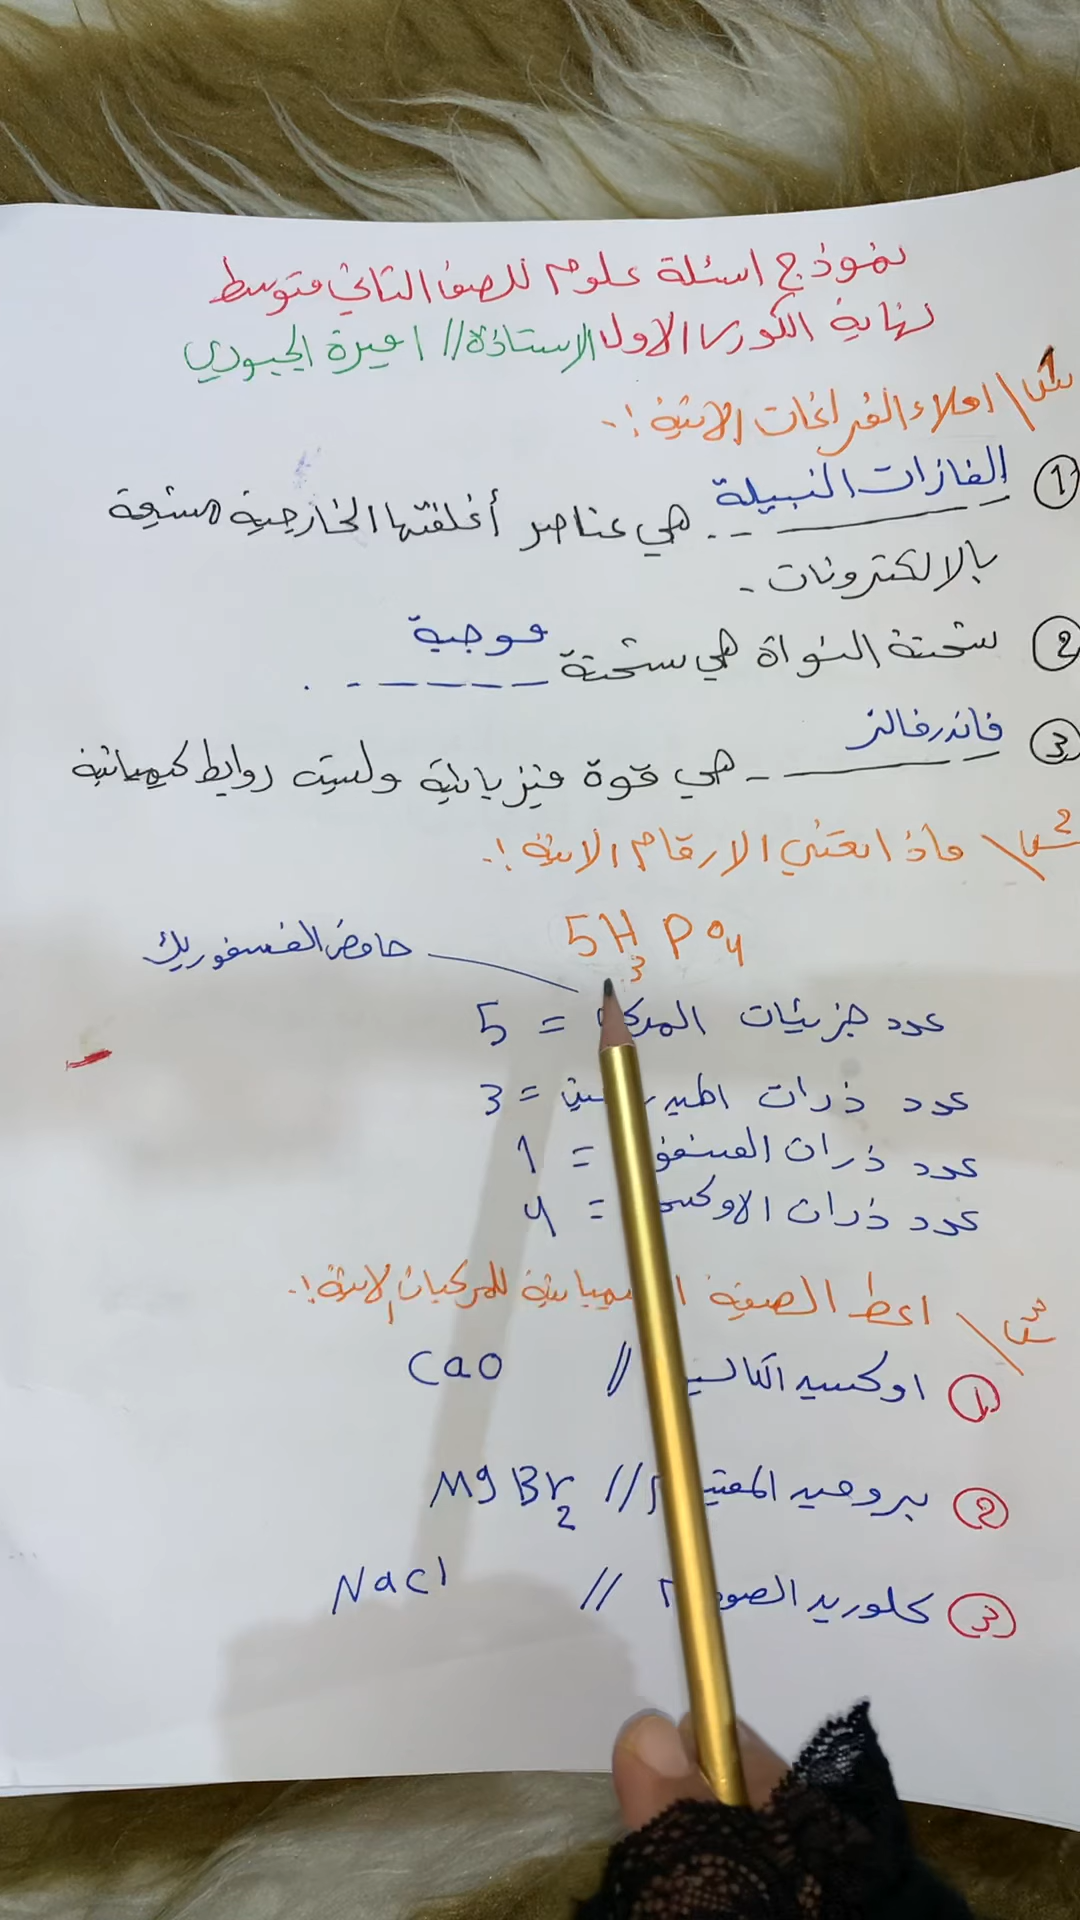 نموذج اسئلة علوم للصف الثاني متوسط
نهاية الكورس الاول الاستاذة // اميرة الجبوري
س1\ املاء الفراغات الاتية :-
① الغازات النبيلة هي عناصر أغلفتها الخارجية مشبعة
بالالكترونات .
② شحنة النواة هي شحنة موجبة .
③ فاندرفالز هي قوة فيزيائية وليست روابط كيميائية
س2\ ماذا تعني الارقام الاتية :-
5H3PO4
حامض الفسفوريك
عدد جزيئات = 5
عدد ذرات = 3
عدد ذرات = 1
عدد ذرات = 4
س3\ اعط الصيغة للمركبات الاتية :-
① اوكسيد // CaO
② بروميد // MgBr2
③ كلوريد // NaCl